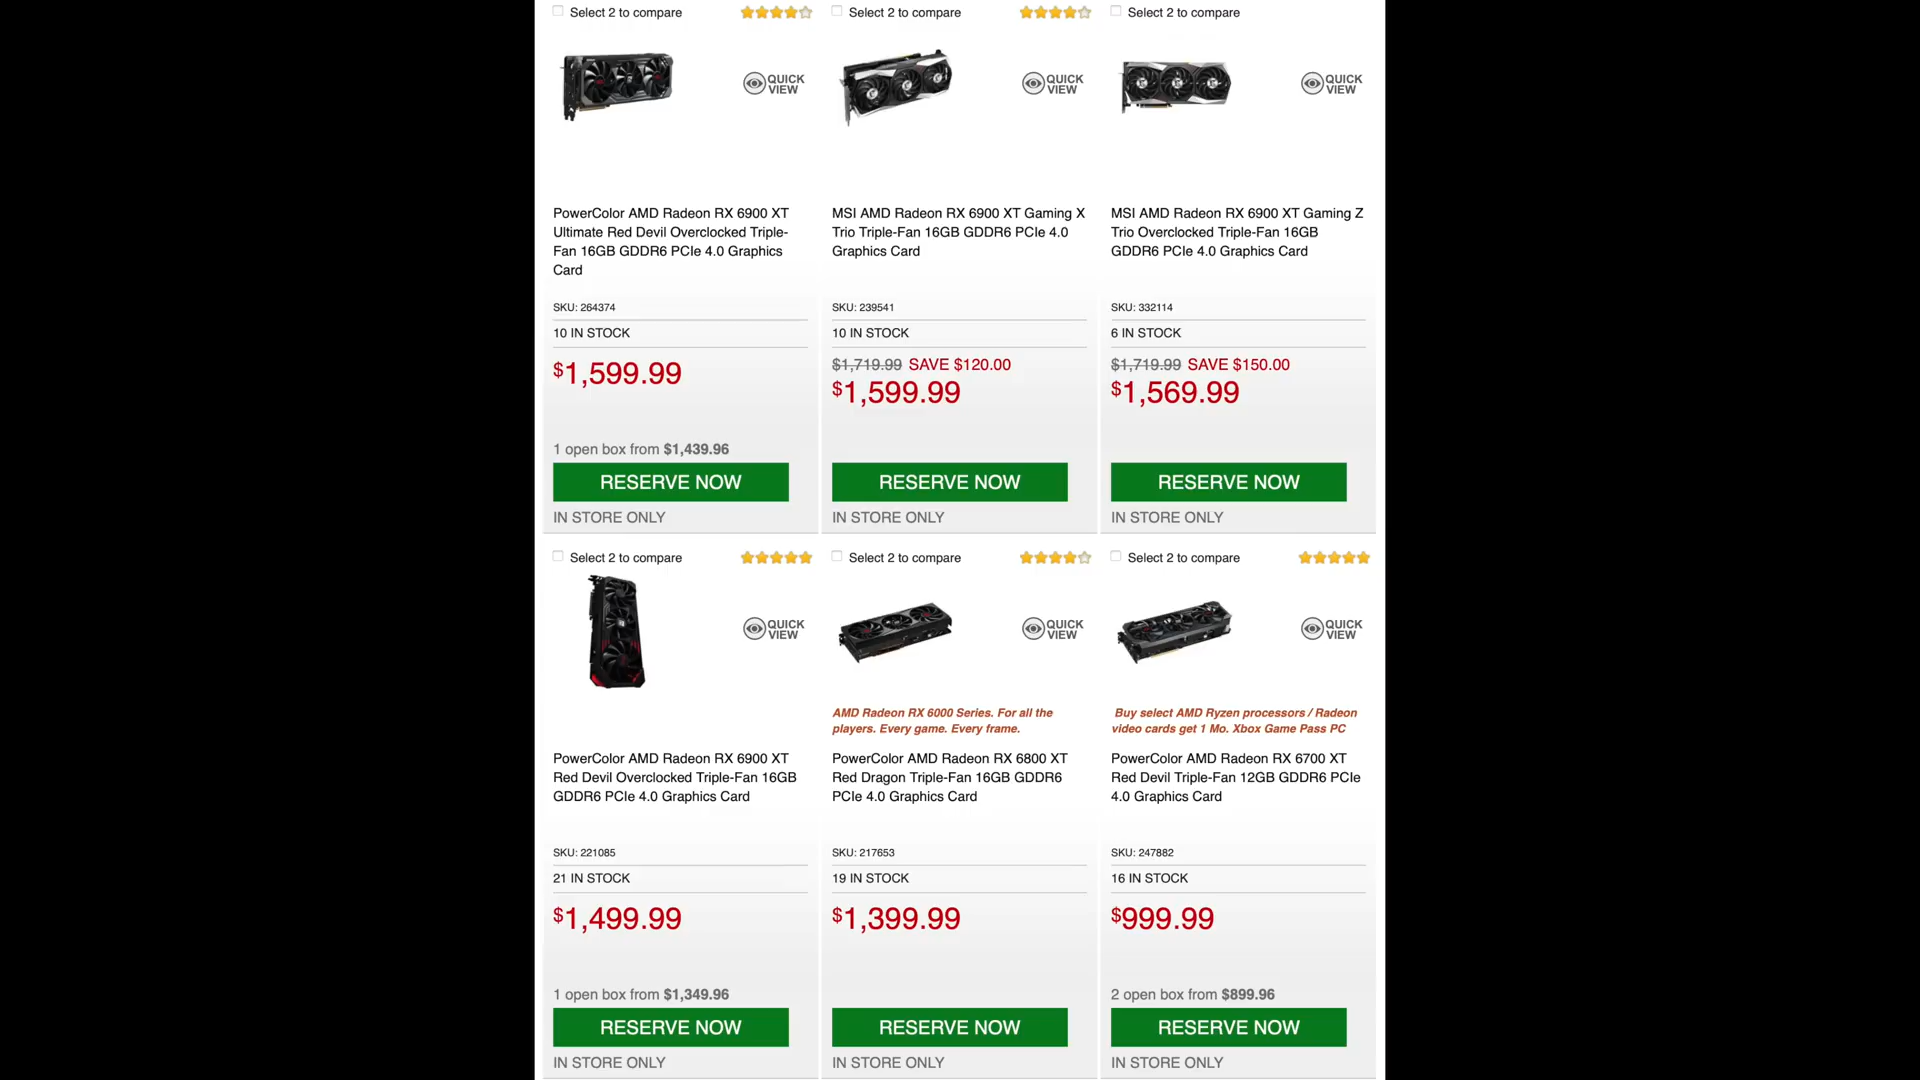 Select 2 to compare
QUICK
VIEW
PowerColor AMD Radeon RX 6900 XT
Ultimate Red Devil Overclocked Triple-
Fan 16GB GDDR6 PCIe 4.0 Graphics
Card
SKU: 264374
10 IN STOCK
$1,599.99
1 open box from $1,439.96
RESERVE NOW
IN STORE ONLY
Select 2 to compare
QUICK
VIEW
MSI AMD Radeon RX 6900 XT Gaming X
Trio Triple-Fan 16GB GDDR6 PCIe 4.0
Graphics Card
SKU: 239541
10 IN STOCK
$1,719.99 SAVE $120.00
$1,599.99
RESERVE NOW
IN STORE ONLY
Select 2 to compare
QUICK
VIEW
MSI AMD Radeon RX 6900 XT Gaming Z
Trio Overclocked Triple-Fan 16GB
GDDR6 PCIe 4.0 Graphics Card
SKU: 332114
6 IN STOCK
$1,719.99 SAVE $150.00
$1,569.99
RESERVE NOW
IN STORE ONLY
Select 2 to compare
QUICK
VIEW
PowerColor AMD Radeon RX 6900 XT
Red Devil Overclocked Triple-Fan 16GB
GDDR6 PCIe 4.0 Graphics Card
SKU: 221085
21 IN STOCK
$1,499.99
1 open box from $1,349.96
RESERVE NOW
IN STORE ONLY
Select 2 to compare
QUICK
VIEW
AMD Radeon RX 6000 Series. For all the
players. Every game. Every frame.
PowerColor AMD Radeon RX 6800 XT
Red Dragon Triple-Fan 16GB GDDR6
PCIe 4.0 Graphics Card
SKU: 217653
19 IN STOCK
$1,399.99
RESERVE NOW
IN STORE ONLY
Select 2 to compare
QUICK
VIEW
Buy select AMD Ryzen processors / Radeon
video cards get 1 Mo. Xbox Game Pass PC
PowerColor AMD Radeon RX 6700 XT
Red Devil Triple-Fan 12GB GDDR6 PCIe
4.0 Graphics Card
SKU: 247882
16 IN STOCK
$999.99
2 open box from $899.96
RESERVE NOW
IN STORE ONLY